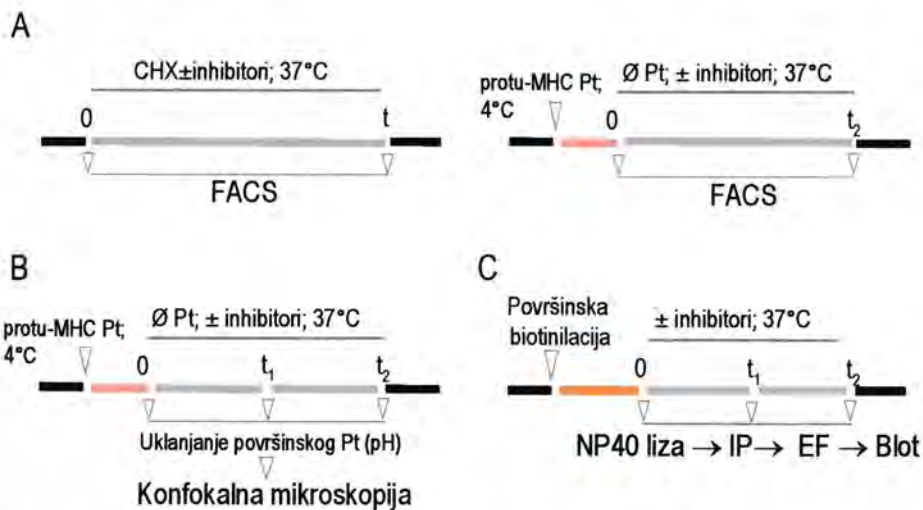 A
CHX±inhibitori; 37°C
0 t
FACS
protu-MHC Pt;
4°C
Ø Pt; ± inhibitori; 37°C
0 t2
FACS
B
protu-MHC Pt;
4°C
Ø Pt; ± inhibitori; 37°C
0 t1 t2
Uklanjanje površinskog Pt (pH)
Konfokalna mikroskopija
C
Površinska
biotinilacija
± inhibitori; 37°C
0 t1 t2
NP40 liza → IP→ EF → Blot